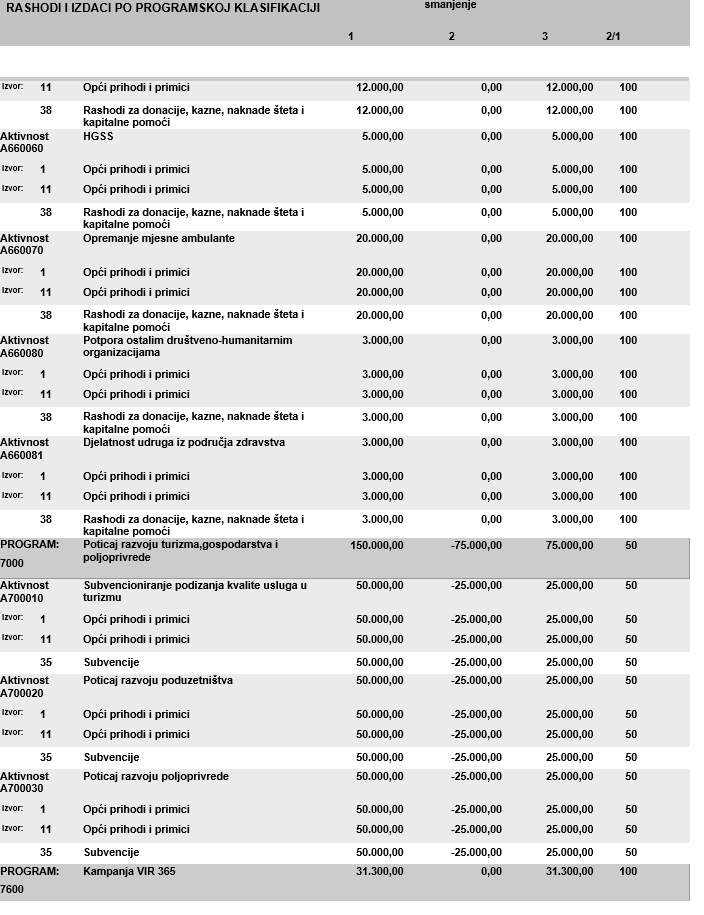 smanjenje
RASHODI I IZDACI PO PROGRAMSKOJ KLASIFIKACIJI
1 2 3 2/1
Izvor: 11 Opći prihodi i primici 12.000,00 0,00 12.000,00 100
38 Rashodi za donacije, kazne, naknade šteta i 12.000,00 0,00 12.000,00 100
kapitalne pomoći
Aktivnost HGSS 5.000,00 0,00 5.000,00 100
A660060
Izvor: 1 Opći prihodi i primici 5.000,00 0,00 5.000,00 100
Izvor: 11 Opći prihodi i primici 5.000,00 0,00 5.000,00 100
38 Rashodi za donacije, kazne, naknade šteta i 5.000,00 0,00 5.000,00 100
kapitalne pomoći
Aktivnost Opremanje mjesne ambulante 20.000,00 0,00 20.000,00 100
A660070
Izvor: 1 Opći prihodi i primici 20.000,00 0,00 20.000,00 100
Izvor: 11 Opći prihodi i primici 20.000,00 0,00 20.000,00 100
38 Rashodi za donacije, kazne, naknade šteta i 20.000,00 0,00 20.000,00 100
kapitalne pomoći
Aktivnost Potpora ostalim društveno-humanitarnim 3.000,00 0,00 3.000,00 100
A660080 organizacijama
Izvor: 1 Opći prihodi i primici 3.000,00 0,00 3.000,00 100
Izvor: 11 Opći prihodi i primici 3.000,00 0,00 3.000,00 100
38 Rashodi za donacije, kazne, naknade šteta i 3.000,00 0,00 3.000,00 100
kapitalne pomoći
Aktivnost Djelatnost udruga iz područja zdravstva 3.000,00 0,00 3.000,00 100
A660081
Izvor: 1 Opći prihodi i primici 3.000,00 0,00 3.000,00 100
Izvor: 11 Opći prihodi i primici 3.000,00 0,00 3.000,00 100
38 Rashodi za donacije, kazne, naknade šteta i 3.000,00 0,00 3.000,00 100
kapitalne pomoći
PROGRAM: Poticaj razvoju turizma,gospodarstva i 150.000,00 -75.000,00 75.000,00 50
7000 poljoprivrede
Aktivnost Subvencioniranje podizanja kvalite usluga u 50.000,00 -25.000,00 25.000,00 50
A700010 turizmu
Izvor: 1 Opći prihodi i primici 50.000,00 -25.000,00 25.000,00 50
Izvor: 11 Opći prihodi i primici 50.000,00 -25.000,00 25.000,00 50
35 Subvencije 50.000,00 -25.000,00 25.000,00 50
Aktivnost Poticaj razvoju poduzetništva 50.000,00 -25.000,00 25.000,00 50
A700020
Izvor: 1 Opći prihodi i primici 50.000,00 -25.000,00 25.000,00 50
Izvor: 11 Opći prihodi i primici 50.000,00 -25.000,00 25.000,00 50
35 Subvencije 50.000,00 -25.000,00 25.000,00 50
Aktivnost Poticaj razvoju poljoprivrede 50.000,00 -25.000,00 25.000,00 50
A700030
Izvor: 1 Opći prihodi i primici 50.000,00 -25.000,00 25.000,00 50
Izvor: 11 Opći prihodi i primici 50.000,00 -25.000,00 25.000,00 50
35 Subvencije 50.000,00 -25.000,00 25.000,00 50
PROGRAM: Kampanja VIR 365 31.300,00 0,00 31.300,00 100
7600